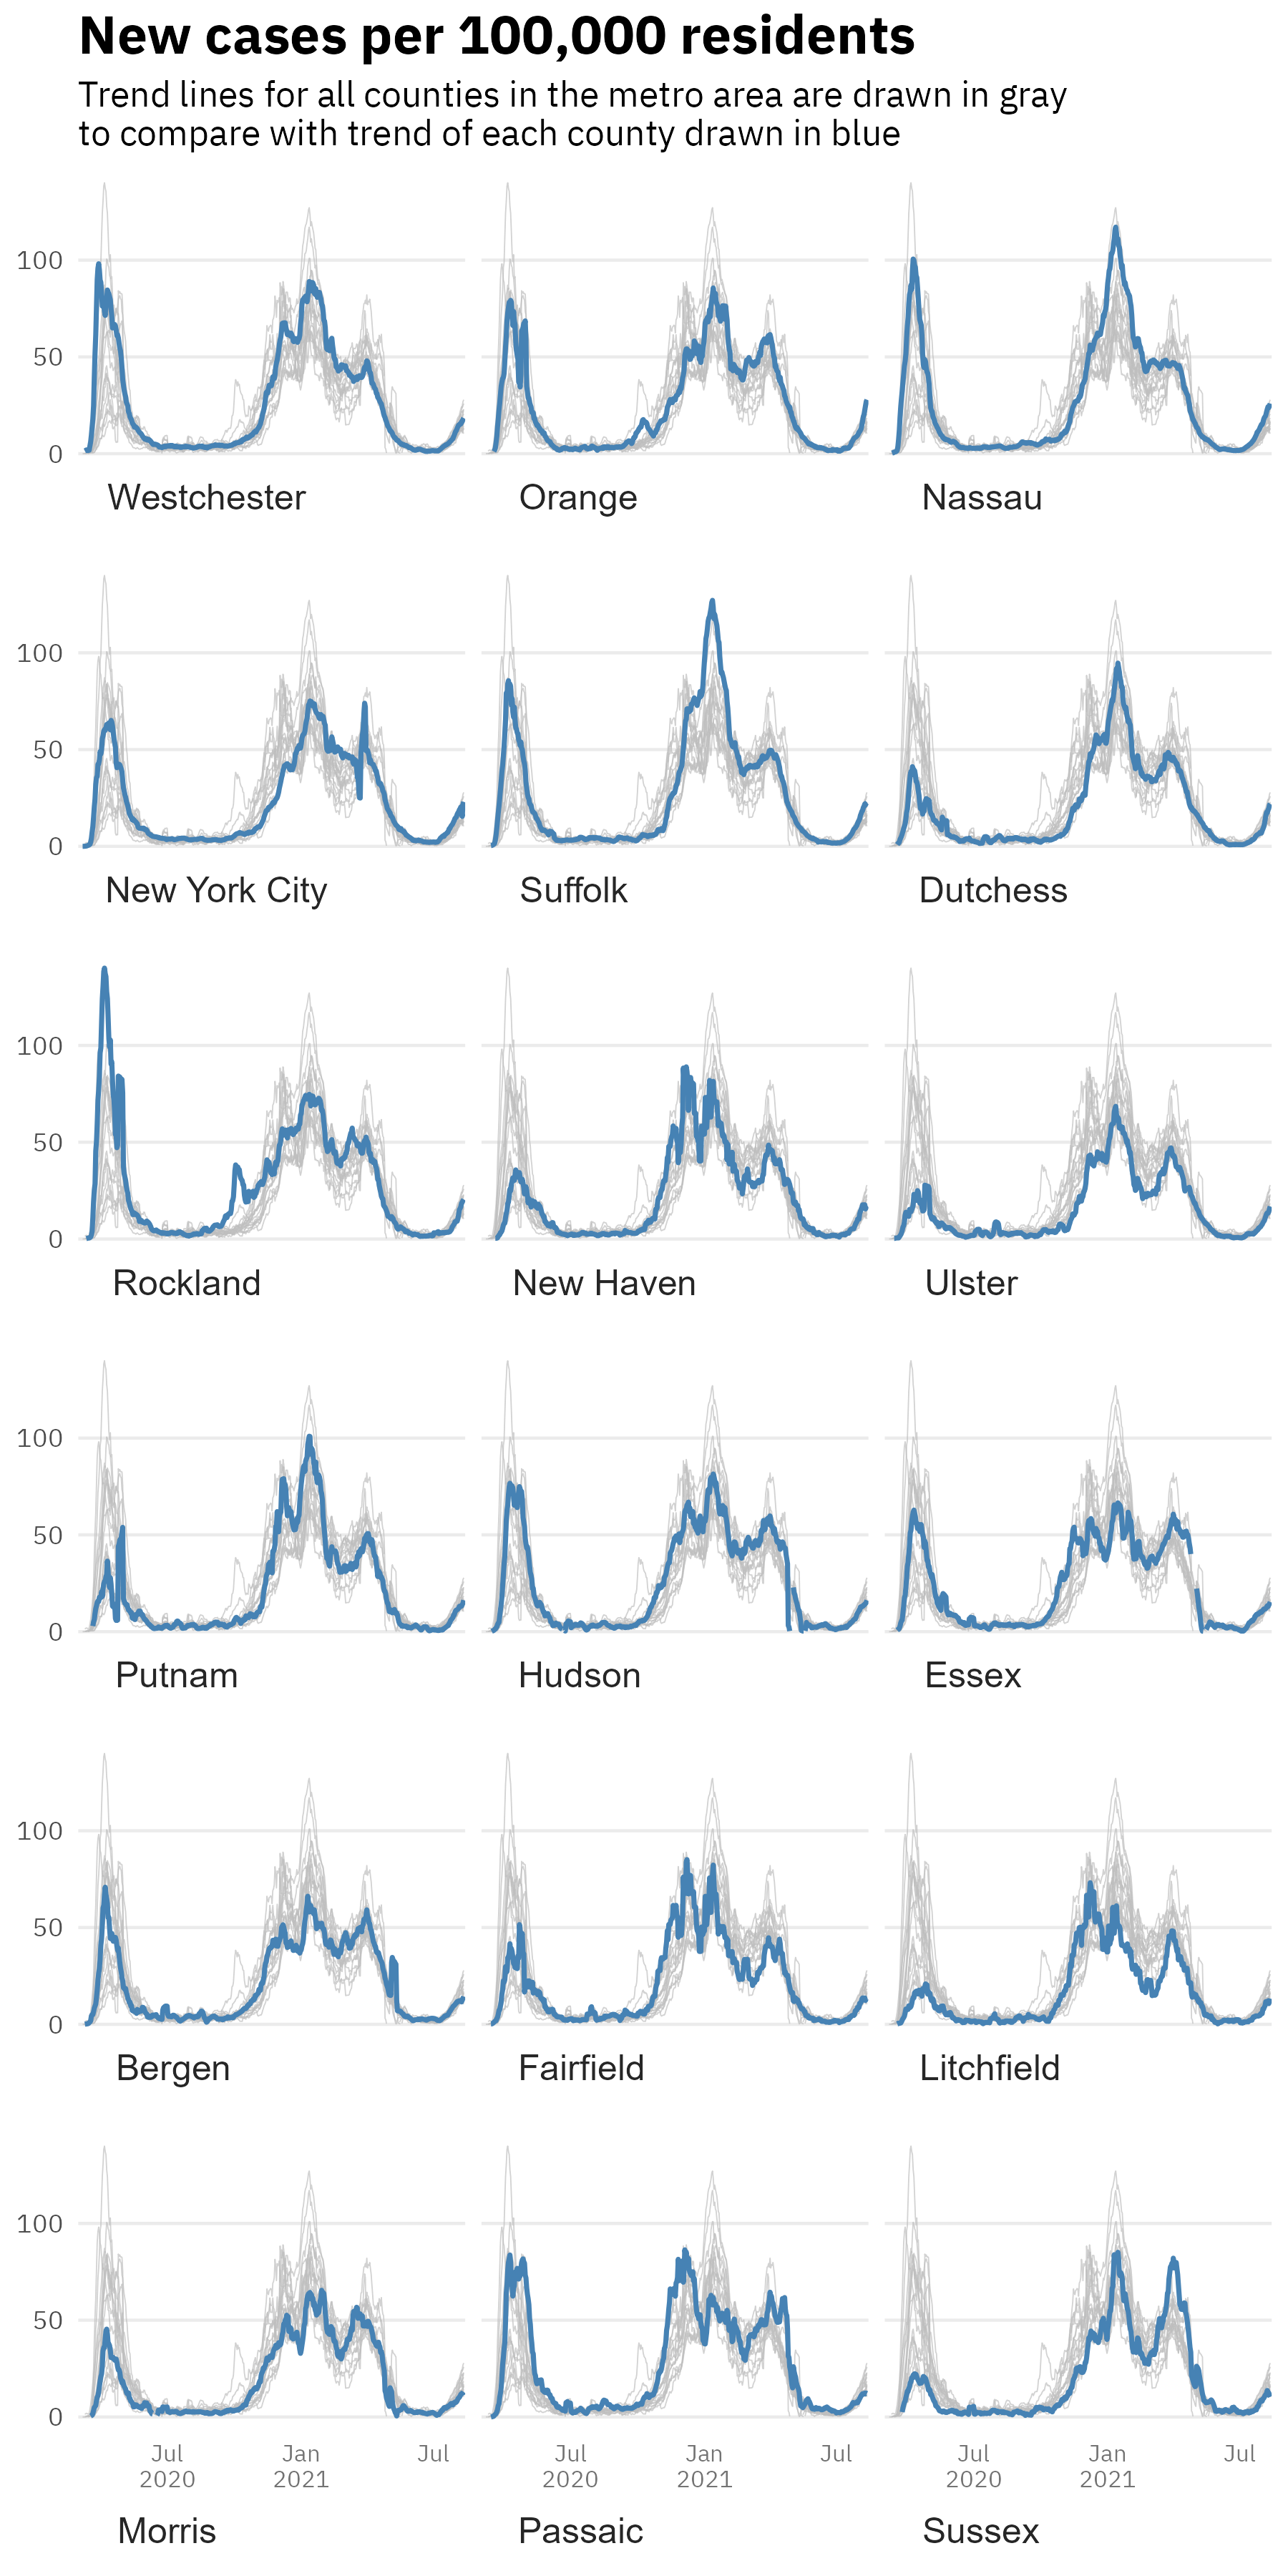 New cases per 100,000 residents
Trend lines for all counties in the metro area are drawn in gray
to compare with trend of each county drawn in blue
100
50
0
Westchester Orange Nassau
100
50
0
New York City Suffolk Dutchess
100
50
0
Rockland New Haven Ulster
100
50
0
Putnam Hudson Essex
100
50
0
Bergen Fairfield Litchfield
100
50
0
Jul Jan Jul Jul Jan Jul Jul Jan Jul
2020 2021 2020 2021 2020 2021
Morris Passaic Sussex